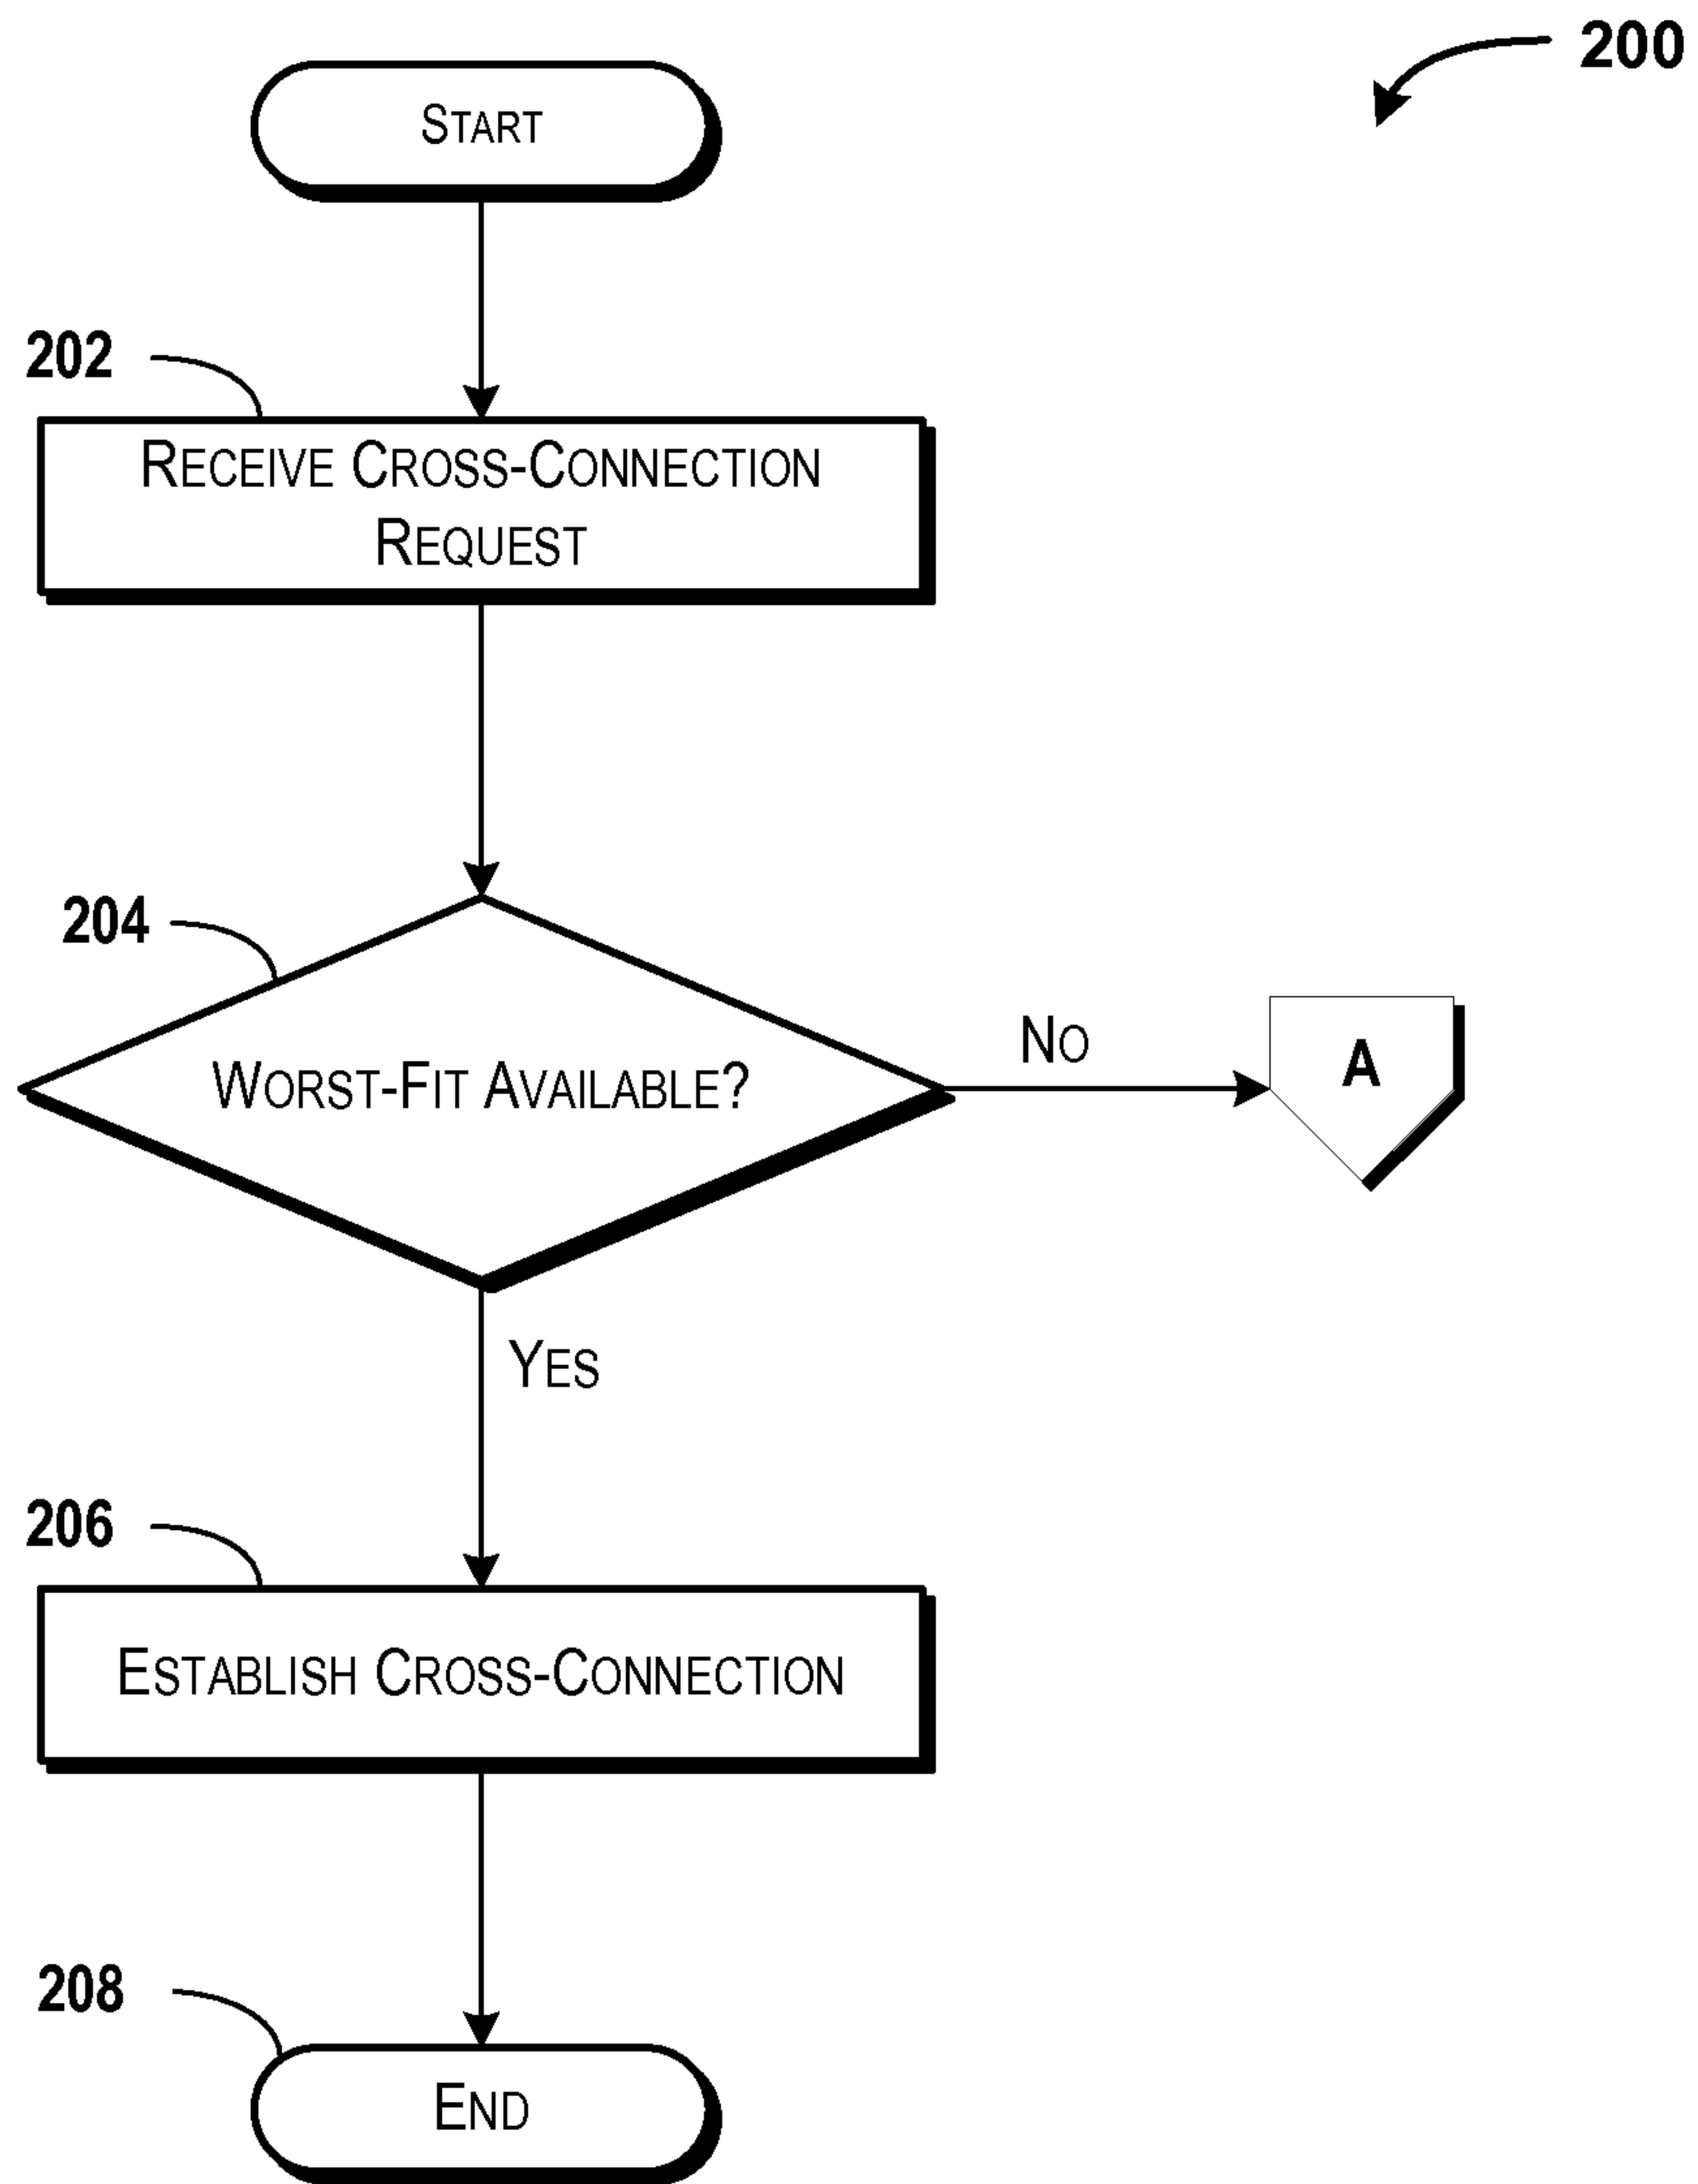 200
START
202
RECEIVE CROSS-CONNECTION
REQUEST
204
WORST-FIT AVAILABLE?
NO
A
YES
206
ESTABLISH CROSS-CONNECTION
208
END